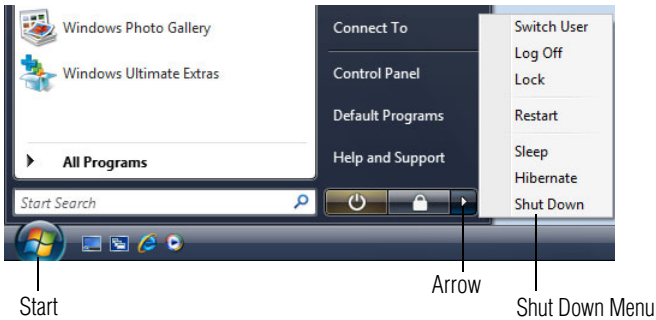 Windows Photo Gallery
Windows Ultimate Extras
All Programs
Start Search
Connect To
Control Panel
Default Programs
Help and Support
Switch User
Log Off
Lock
Restart
Sleep
Hibernate
Shut Down
Start
Arrow
Shut Down Menu